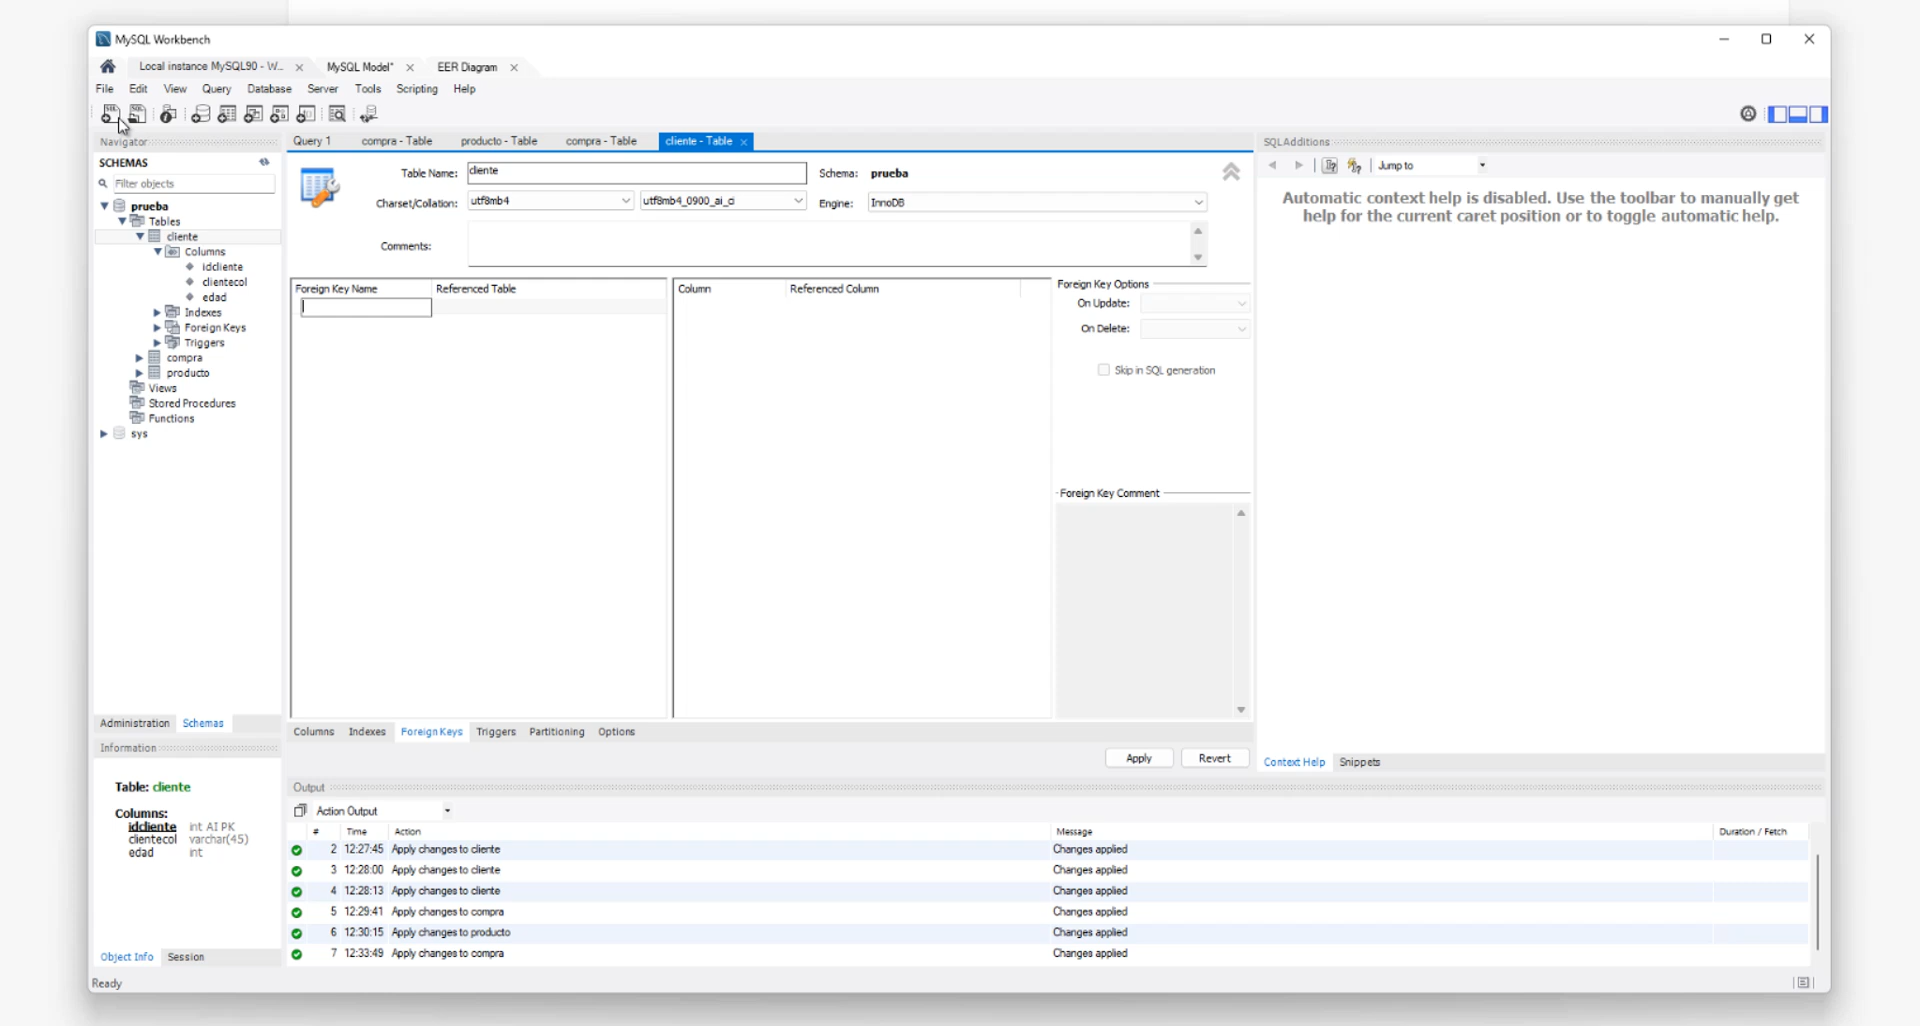 MySQL Workbench
Local instance MySQL90 - W... × MySQL Model* × EER Diagram ×
File Edit View Query Database Server Tools Scripting Help
Navigator
SCHEMAS
Filter objects
prueba
Tables
cliente
Columns
idcliente
clientecol
edad
Indexes
Foreign Keys
Triggers
compra
producto
Views
Stored Procedures
Functions
sys
Administration Schemas
Information
Table: cliente
Columns:
idcliente int AI PK
clientecol varchar(45)
edad int
Object Info Session
Ready
Query 1 compra - Table producto - Table compra - Table cliente - Table ×
Table Name: cliente Schema: prueba
Charset/Collation: utf8mb4 utf8mb4_0900_ai_ci Engine: InnoDB
Comments:
Foreign Key Name Referenced Table
Column Referenced Column
Foreign Key Options
On Update:
On Delete:
Skip in SQL generation
Foreign Key Comment
Columns Indexes Foreign Keys Triggers Partitioning Options
Apply Revert
SQLAdditions
Jump to
Automatic context help is disabled. Use the toolbar to manually get
help for the current caret position or to toggle automatic help.
Context Help Snippets
Output
Action Output
# Time Action Message Duration / Fetch
2 12:27:45 Apply changes to cliente Changes applied
3 12:28:00 Apply changes to cliente Changes applied
4 12:28:13 Apply changes to cliente Changes applied
5 12:29:41 Apply changes to compra Changes applied
6 12:30:15 Apply changes to producto Changes applied
7 12:33:49 Apply changes to compra Changes applied